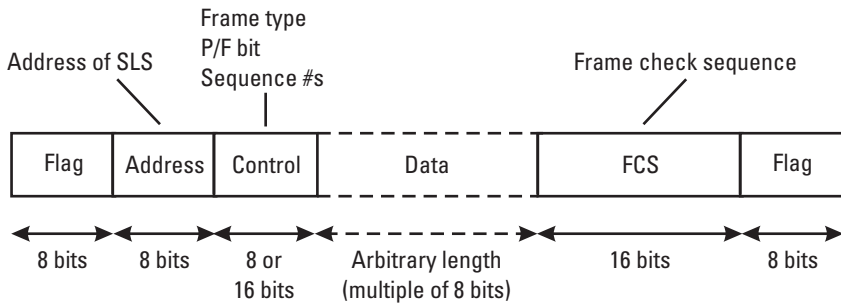 Frame type
P/F bit
Sequence #s
Address of SLS
Frame check sequence
Flag
Address
Control
Data
FCS
Flag
8 bits
8 bits
8 or
16 bits
Arbitrary length
(multiple of 8 bits)
16 bits
8 bits